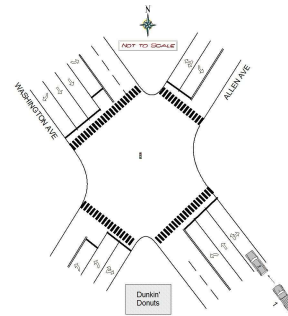 N
NOT TO SCALE
WASHINGTON AVE
ALLEN AVE
Dunkin'
Donuts
1